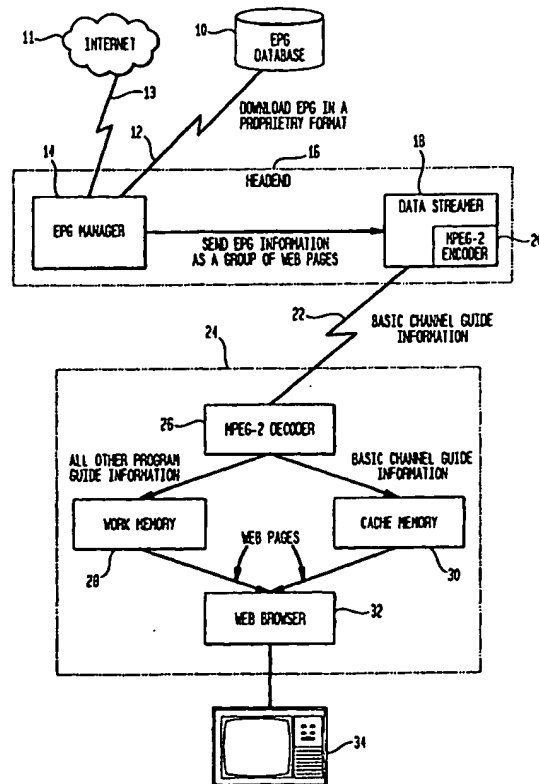 11
INTERNET
10
EPG
DATABASE
13
12
DOWNLOAD EPG IN A
PROPRIETRY FORMAT
14
16
18
HEADEND
EPG MANAGER
DATA STREAMER
MPEG-2
ENCODER
20
SEND EPG INFORMATION
AS A GROUP OF WEB PAGES
22
BASIC CHANNEL GUIDE
INFORMATION
24
26
MPEG-2 DECODER
ALL OTHER PROGRAM
GUIDE INFORMATION
BASIC CHANNEL GUIDE
INFORMATION
WORK MEMORY
CACHE MEMORY
WEB PAGES
28
30
WEB BROWSER
32
34